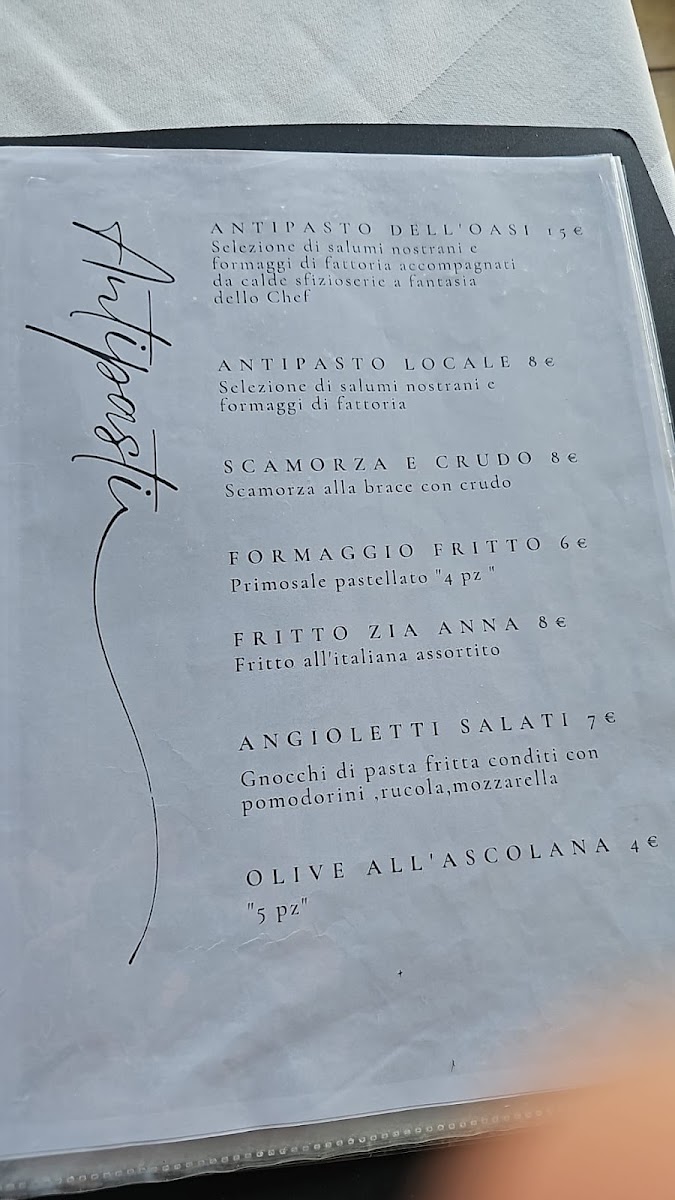 Antipasti
ANTIPASTO DELL'OASI 15 €
Selezione di salumi nostrani e
formaggi di fattoria accompagnati
da calde sfizioserie a fantasia
dello Chef
ANTIPASTO LOCALE 8 €
Selezione di salumi nostrani e
formaggi di fattoria
SCAMORZA E CRUDO 8 €
Scamorza alla brace con crudo
FORMAGGIO FRITTO 6 €
Primosale pastellato "4 pz "
FRITTO ZIA ANNA 8 €
Fritto all'italiana assortito
ANGIOLETTI SALATI 7 €
Gnocchi di pasta fritta conditi con
pomodorini ,rucola,mozzarella
OLIVE ALL'ASCOLANA 4 €
"5 pz"